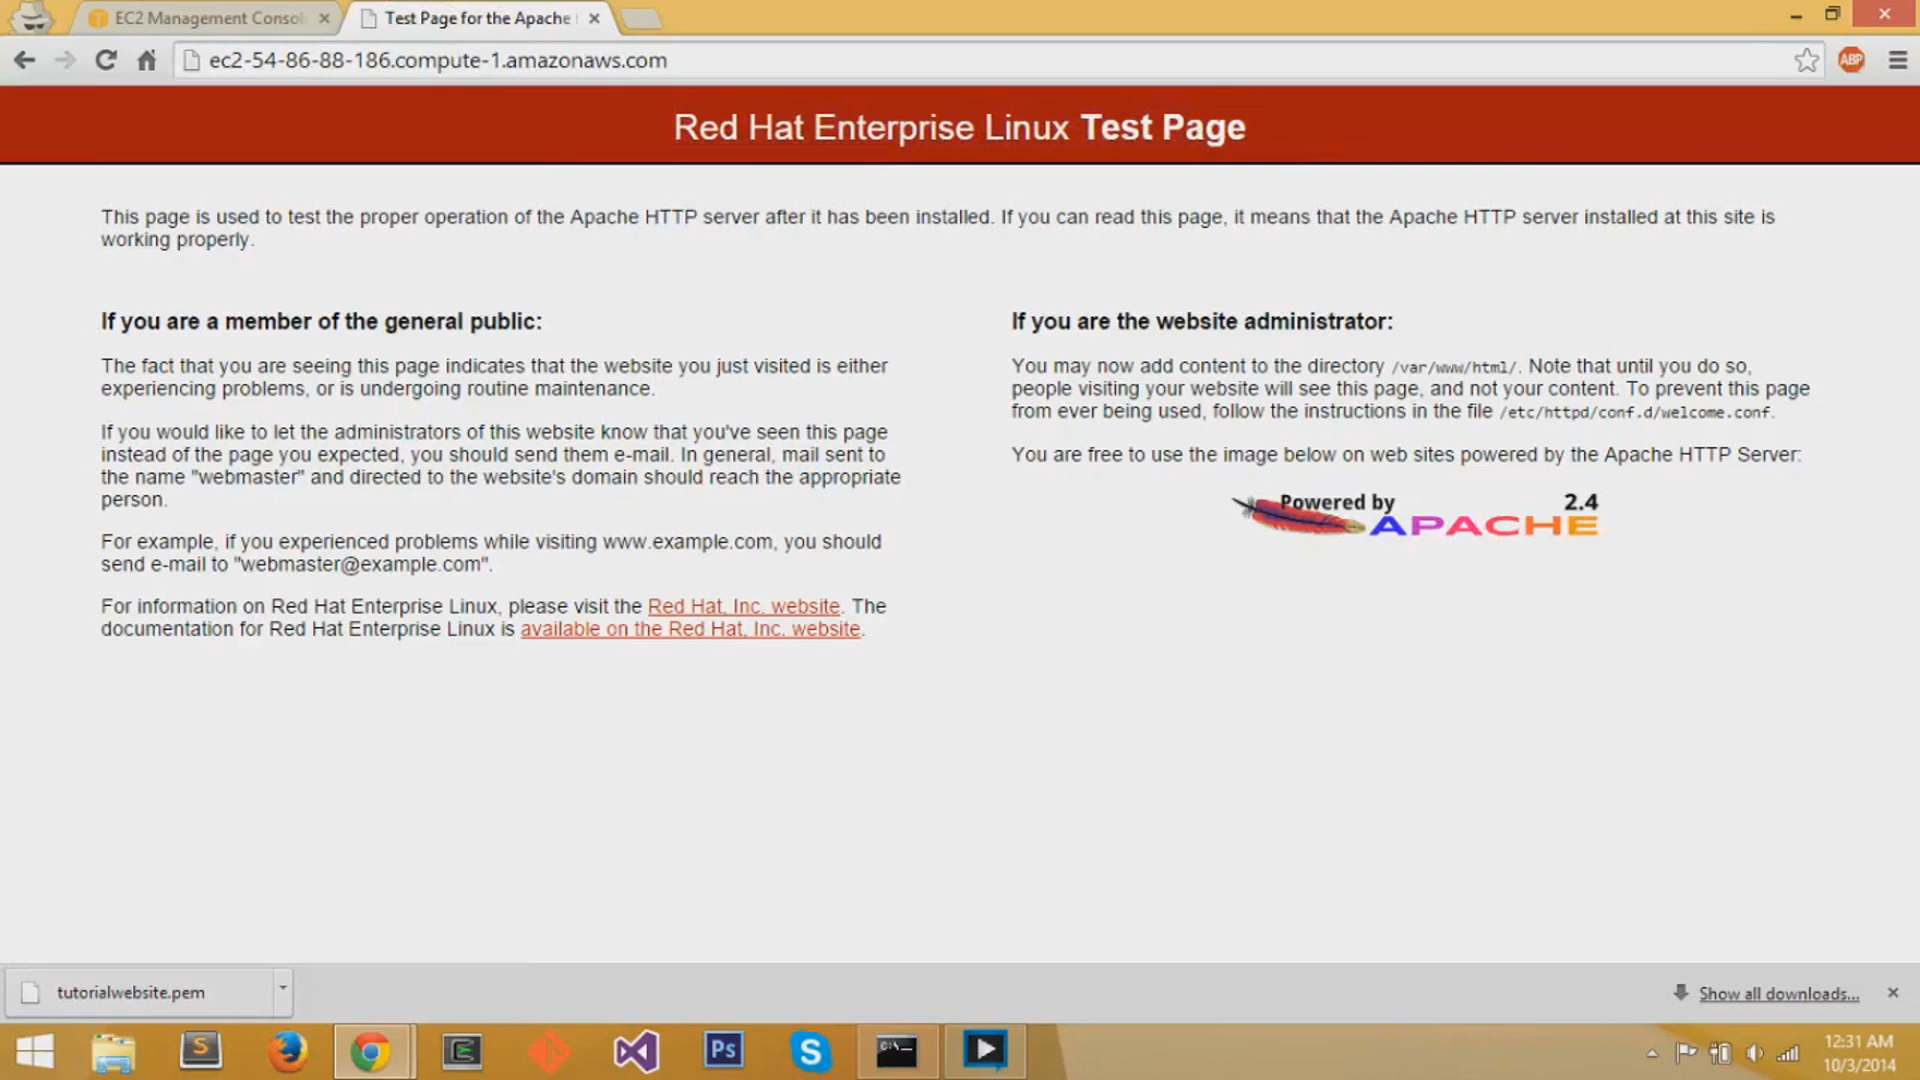 EC2 Management Consol
Test Page for the Apache
ec2-54-86-88-186.compute-1.amazonaws.com
ABP
Red Hat Enterprise Linux Test Page
This page is used to test the proper operation of the Apache HTTP server after it has been installed. If you can read this page, it means that the Apache HTTP server installed at this site is
working properly.
If you are a member of the general public:
The fact that you are seeing this page indicates that the website you just visited is either
experiencing problems, or is undergoing routine maintenance.
If you would like to let the administrators of this website know that you've seen this page
instead of the page you expected, you should send them e-mail. In general, mail sent to
the name "webmaster" and directed to the website's domain should reach the appropriate
person.
For example, if you experienced problems while visiting www.example.com, you should
send e-mail to "webmaster@example.com".
For information on Red Hat Enterprise Linux, please visit the Red Hat, Inc. website. The
documentation for Red Hat Enterprise Linux is available on the Red Hat, Inc. website.
If you are the website administrator:
You may now add content to the directory /var/www/html/. Note that until you do so,
people visiting your website will see this page, and not your content. To prevent this page
from ever being used, follow the instructions in the file /etc/httpd/conf.d/welcome.conf.
You are free to use the image below on web sites powered by the Apache HTTP Server:
Powered by 2.4
APACHE
tutorialwebsite.pem
Show all downloads...
S
E
Ps
S
C:\_
12:31 AM
10/3/2014